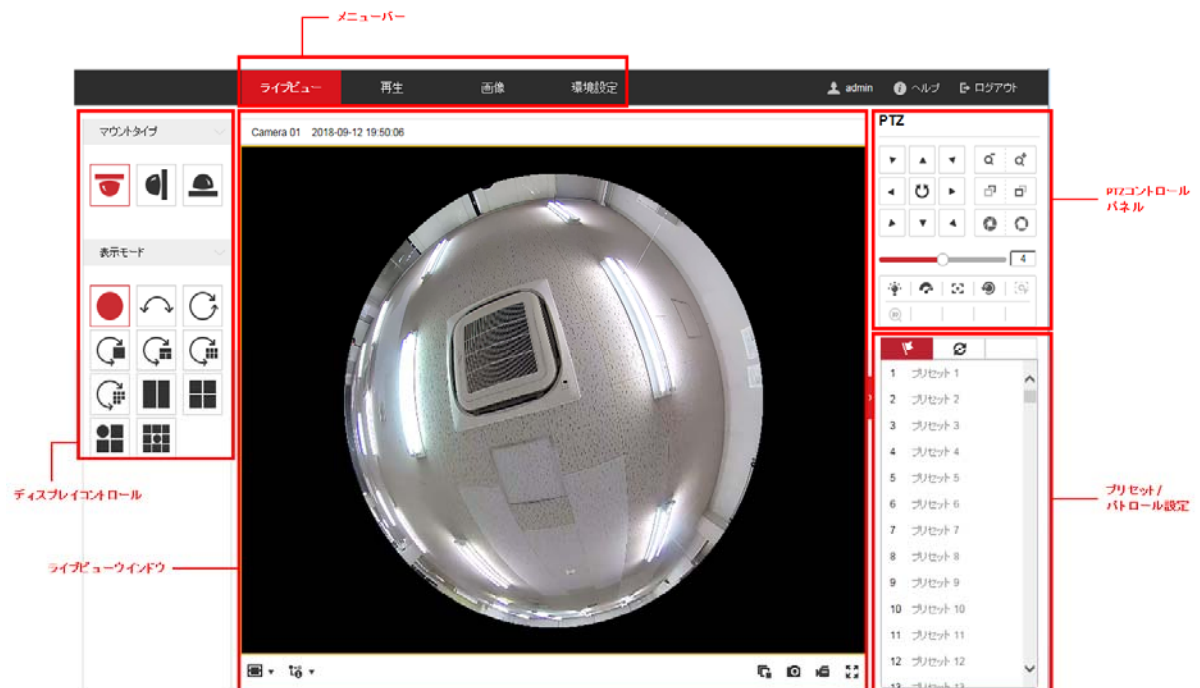 メニューバー
ライブビュー 再生 画像 環境設定 admin ヘルプ ログアウト
マウントタイプ
Camera 01 2018-09-12 19:50:06
PTZ
PTZコントロール
パネル
表示モード
4
ディスプレイコントロール
ライブビューウインドウ
1 プリセット 1
2 プリセット 2
3 プリセット 3
4 プリセット 4
5 プリセット 5
6 プリセット 6
7 プリセット 7
8 プリセット 8
9 プリセット 9
10 プリセット 10
11 プリセット 11
12 プリセット 12
13 プリセット 13
プリセット/
パトロール設定